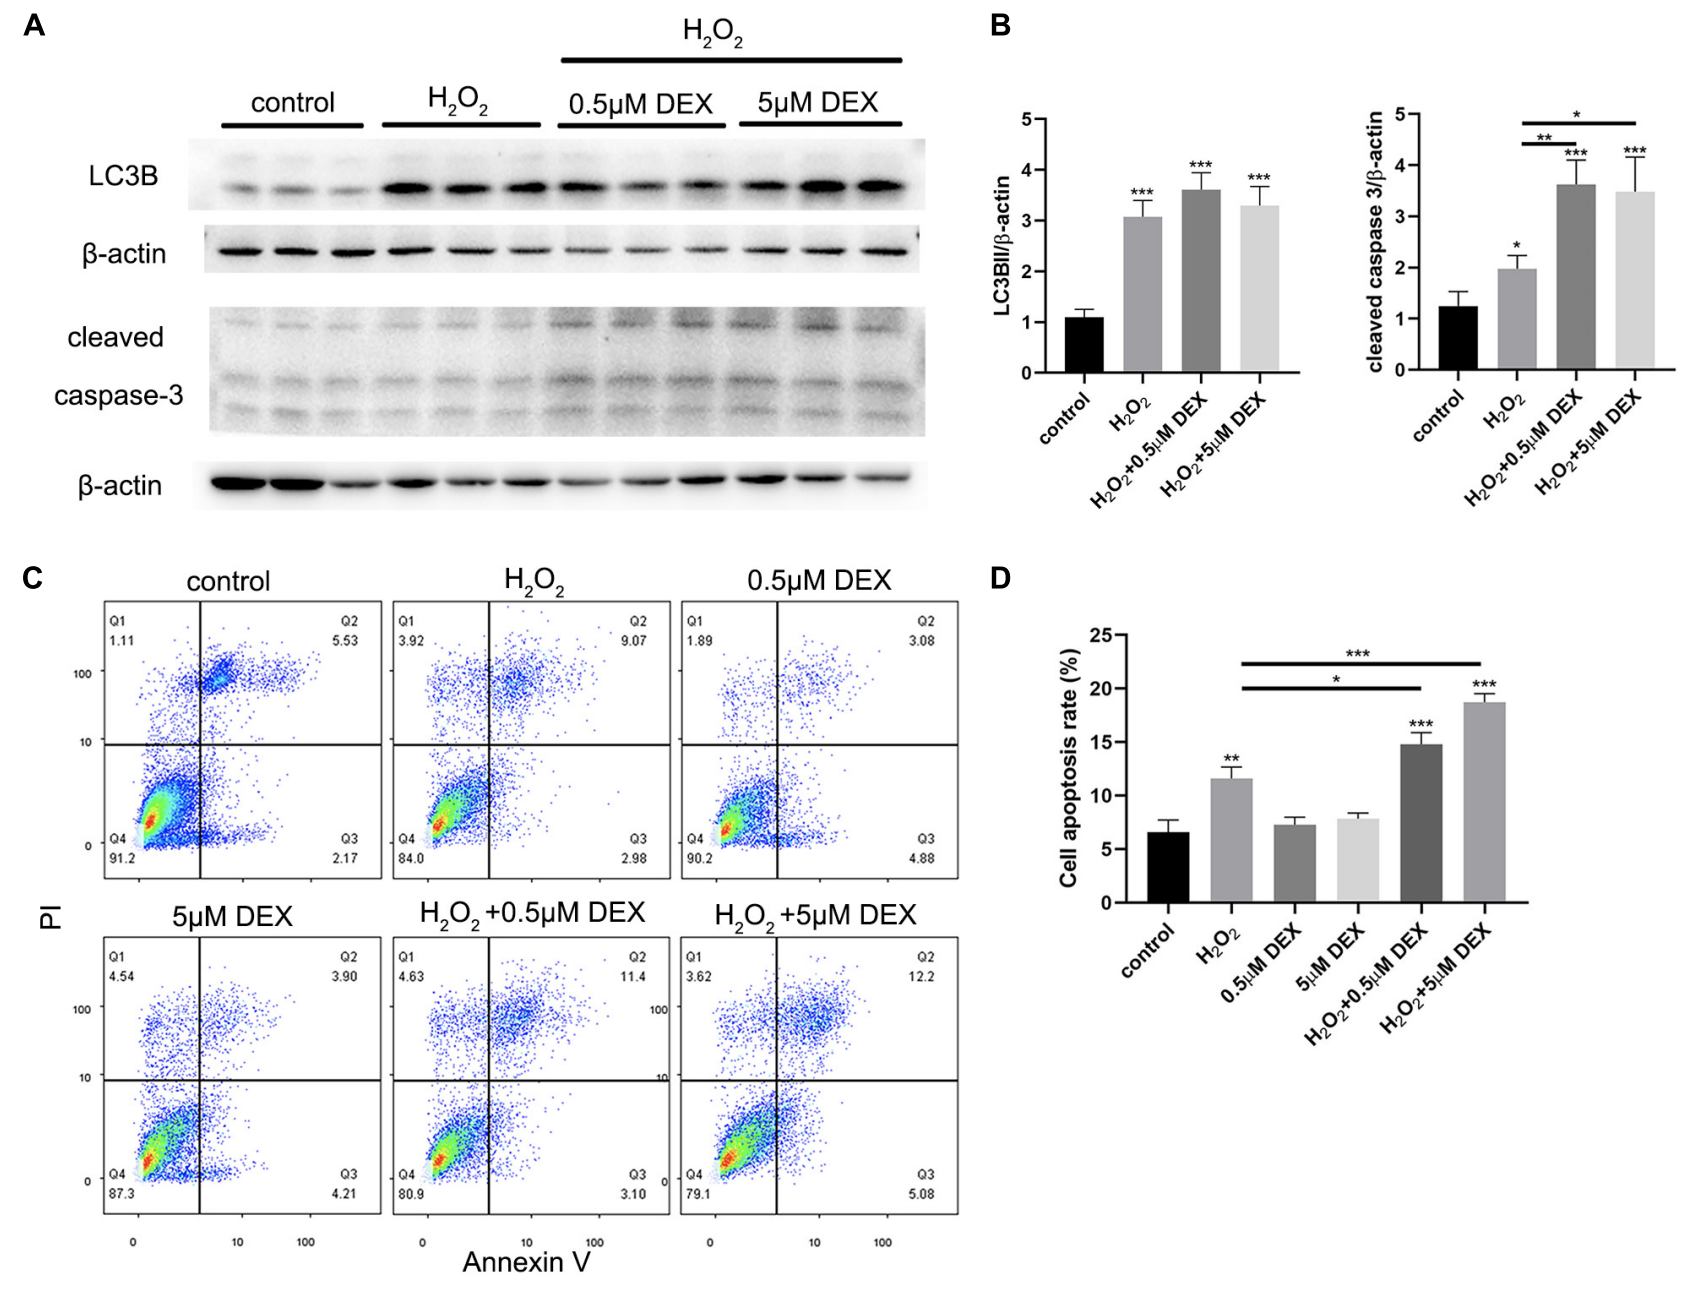 A
H₂O₂
control
H₂O₂
0.5µM DEX
5µM DEX
LC3B
β-actin
cleaved
caspase-3
β-actin
B
LC3BII/β-actin
5
4
3
2
1
0
***
***
***
control
H₂O₂
H₂O₂+0.5µM DEX
H₂O₂+5µM DEX
cleaved caspase 3/β-actin
5
4
3
2
1
0
*
**
*
***
***
control
H₂O₂
H₂O₂+0.5µM DEX
H₂O₂+5µM DEX
C
control
Q1
1.11
Q2
5.53
Q4
91.2
Q3
2.17
100
10
0
H₂O₂
Q1
3.92
Q2
9.07
Q4
84.0
Q3
2.98
0.5µM DEX
Q1
1.89
Q2
3.08
Q4
90.2
Q3
4.88
PI
5µM DEX
Q1
4.54
Q2
3.90
Q4
87.3
Q3
4.21
100
10
0
0 10 100
H₂O₂ +0.5µM DEX
Q1
4.63
Q2
11.4
Q4
80.9
Q3
3.10
0 10 100
H₂O₂ +5µM DEX
Q1
3.62
Q2
12.2
Q4
79.1
Q3
5.08
100
10
0
0 10 100
Annexin V
D
Cell apoptosis rate (%)
25
20
15
10
5
0
***
*
**
***
***
control
H₂O₂
0.5µM DEX
5µM DEX
H₂O₂+0.5µM DEX
H₂O₂+5µM DEX